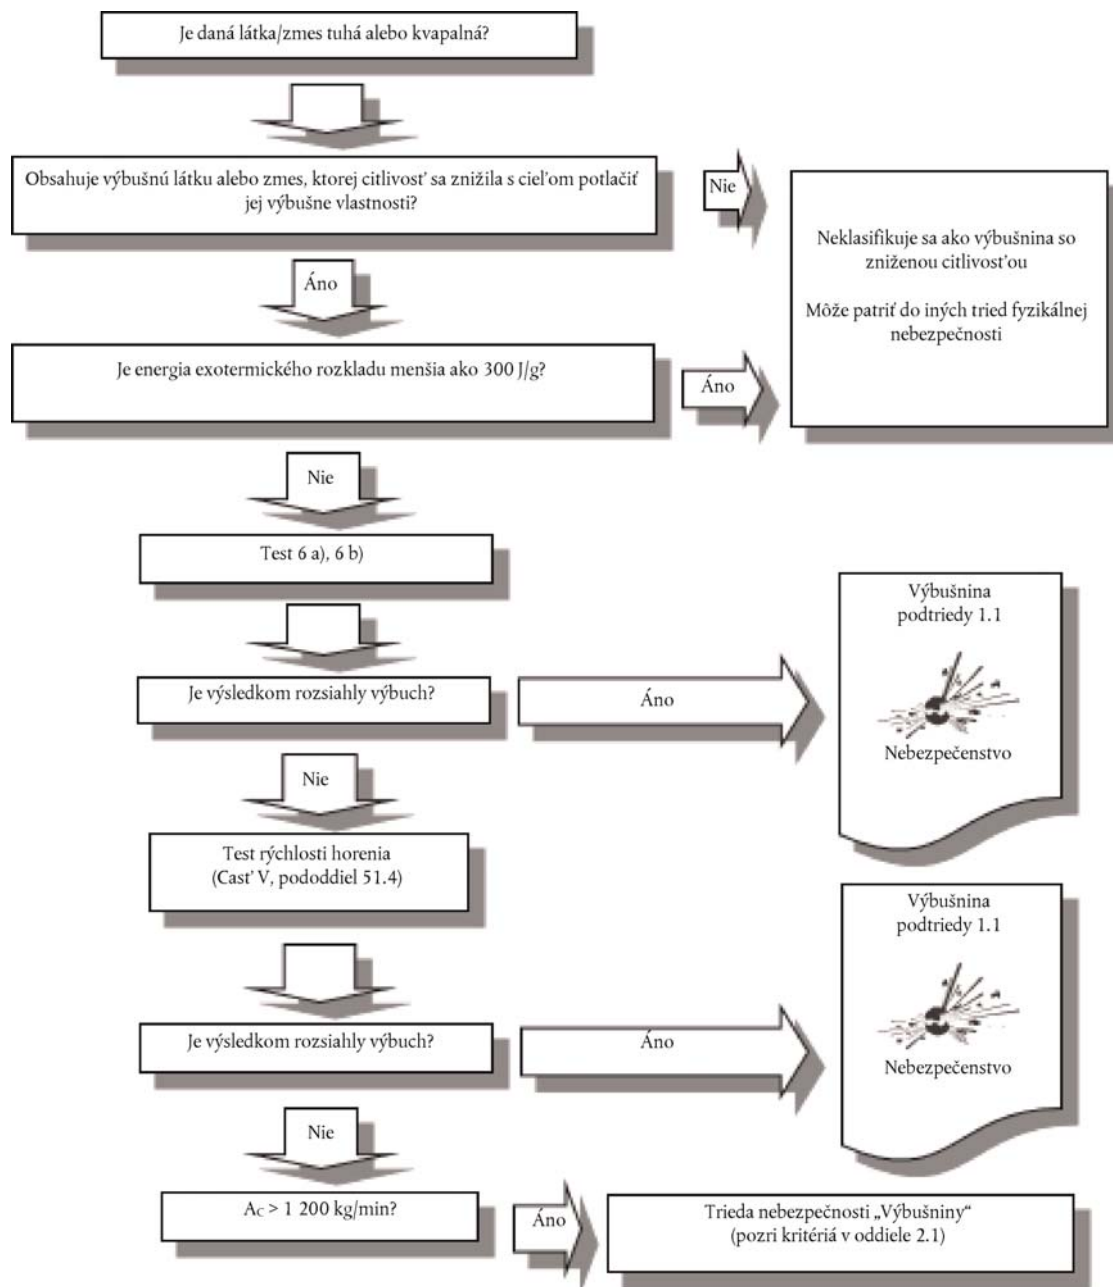 Je daná látka/zmes tuhá alebo kvapalná?
Obsahuje výbušnú látku alebo zmes, ktorej citlivosť sa znížila s cieľom potlačiť
jej výbušne vlastnosti?
Nie
Neklasifikuje sa ako výbušnina so
zníženou citlivosťou
Môže patriť do iných tried fyzikálnej
nebezpečnosti
Áno
Je energia exotermického rozkladu menšia ako 300 J/g?
Áno
Nie
Test 6 a), 6 b)
Je výsledkom rozsiahly výbuch?
Áno
Výbušnina
podtriedy 1.1
Nebezpečenstvo
Nie
Test rýchlosti horenia
(Cast' V, pododdiel 51.4)
Je výsledkom rozsiahly výbuch?
Áno
Výbušnina
podtriedy 1.1
Nebezpečenstvo
Nie
AC > 1 200 kg/min?
Áno
Trieda nebezpečnosti „Výbušniny“
(pozri kritériá v oddiele 2.1)